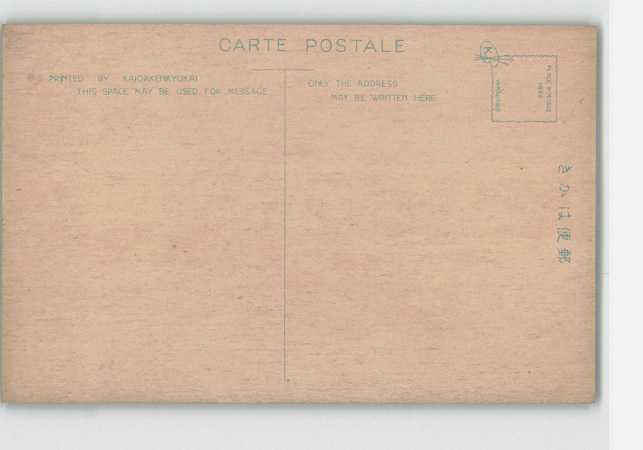 CARTE POSTALE
PRINTED BY KAIGAKENKYUKAI
THIS SPACE MAY BE USED FOR MESSAGE
ONLY THE ADDRESS
MAY BE WRITTEN HERE
K
PLACE POSTAGE
HERE
きかは便郵